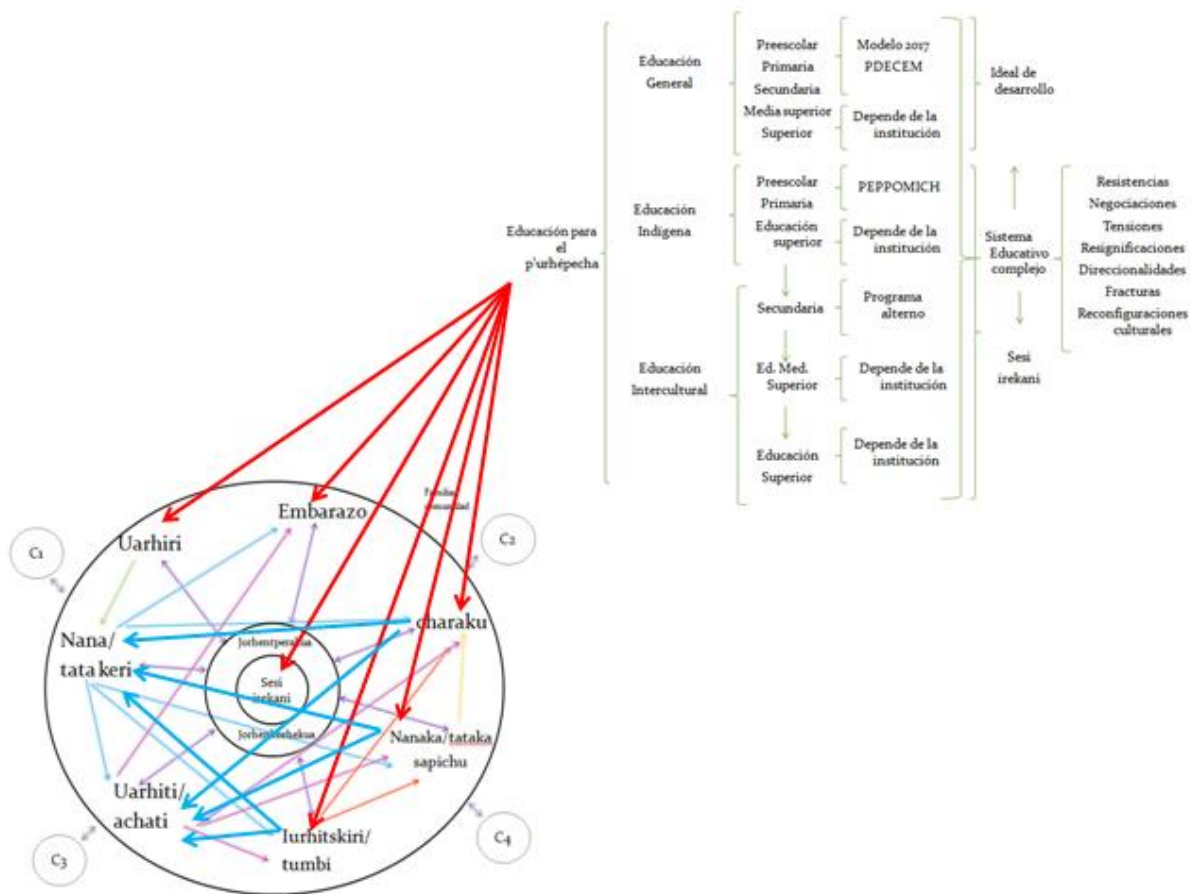 Educación para
el
p'urhépecha
Educación
General
Preescolar
Primaria
Secundaria
Media superior
Superior
Modelo 2017
PDECEM
Depende de la
institución
Ideal de
desarrollo
Educación
Indígena
Preescolar
Primaria
Educación
superior
PEPPOMICH
Depende de la
institución
Educación
Intercultural
Secundaria
Ed. Med.
Superior
Educación
Superior
Programa
alterno
Depende de la
institución
Depende de la
institución
Sistema
Educativo
complejo
Sesi
irekani
Resistencias
Negociaciones
Tensiones
Resignificaciones
Direccionalidades
Fracturas
Reconfiguraciones
culturales
Embarazo
comunidad
Uarhiri
C1
C2
charaku
Nana/
tata keri
Jorhentperakua
Sesi
irekani
Nanaka/tataka
sapichu
Uarhiti/
achati
Iurhitskiri/
tumbi
C3
C4